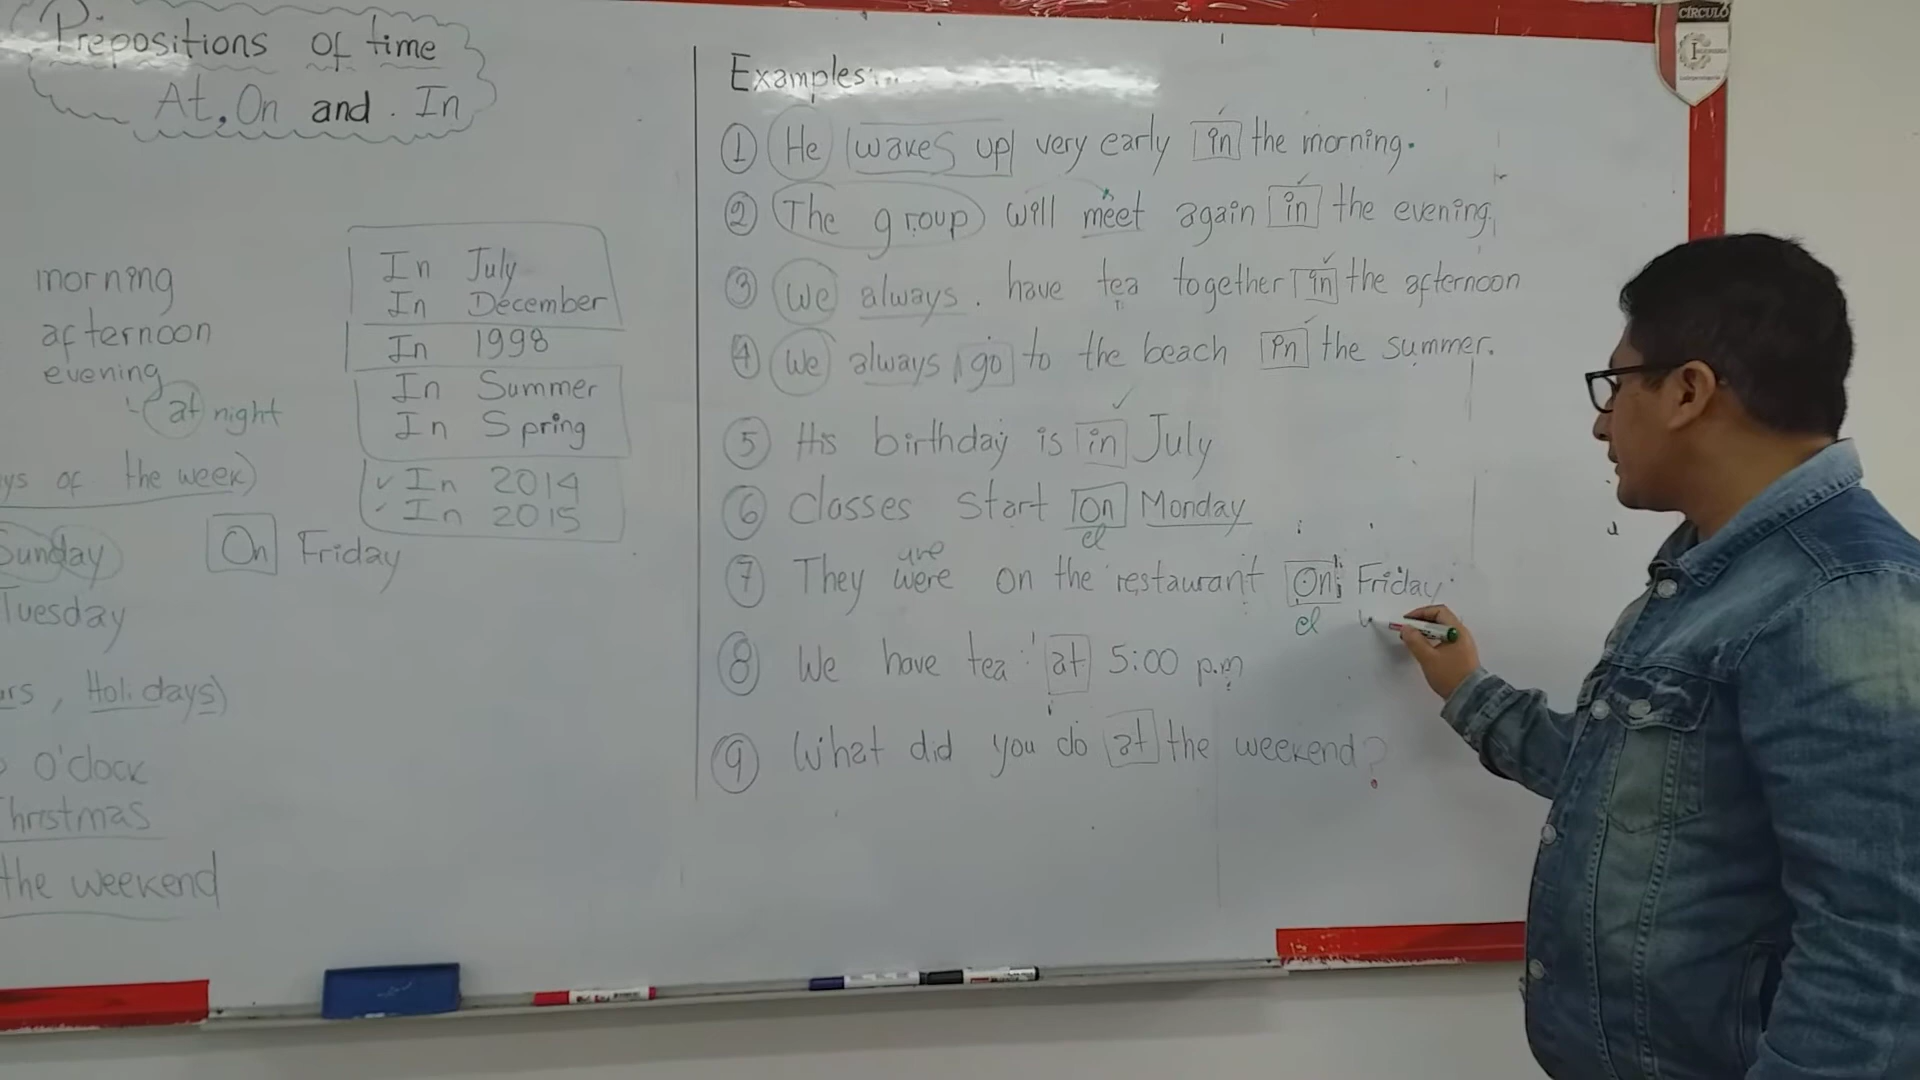 Prepositions of time
At, On and . In
morning
afternoon
evening
at night
ys of the week)
Sunday
Tuesday
On Friday
rs, Holidays)
O'clock
hristmas
the weekend
In July
In December
In 1998
In Summer
In Spring
In 2014
In 2015
Examples:...
1 He wakes up very early in the morning.
2 The group will meet again in the evening.
3 We always . have tea together in the afternoon
4 We always go to the beach in the summer.
5 His birthday is in July
6 Classes start On Monday
el
are
7 They were on the restaurant On Friday
el
8 We have tea at 5:00 p.m
9 What did you do at the weekend?
CÍRCULO